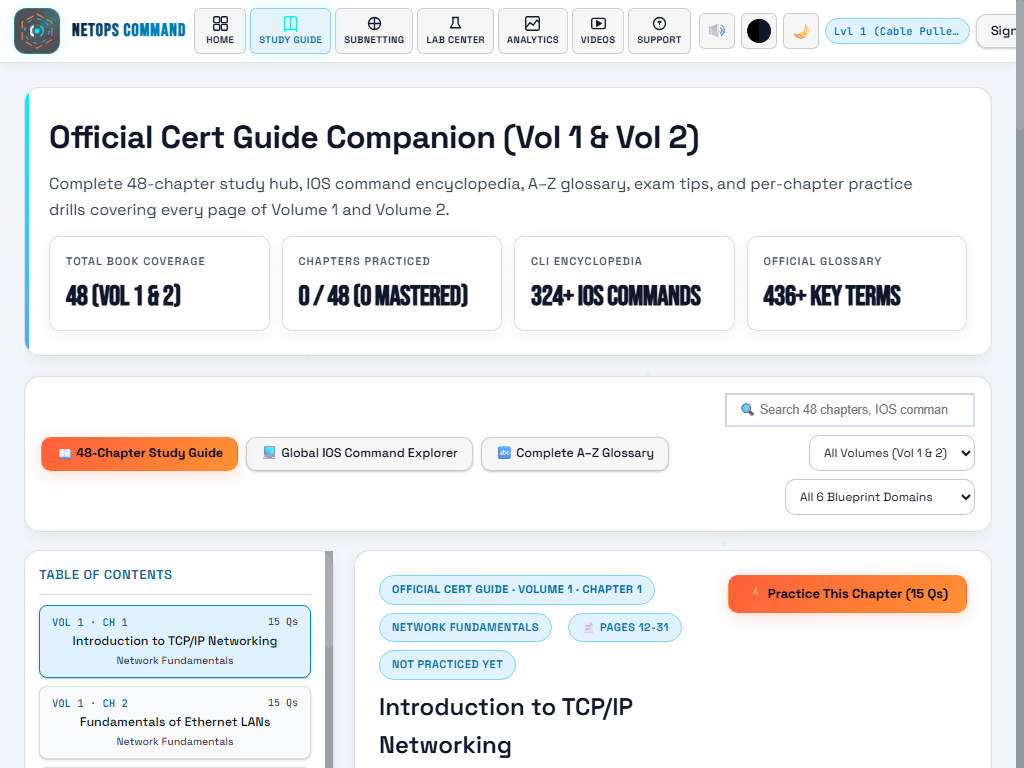 NETOPS COMMAND
HOME
STUDY GUIDE
SUBNETTING
LAB CENTER
ANALYTICS
VIDEOS
SUPPORT
Lvl 1 (Cable Pulle…
Sign
Official Cert Guide Companion (Vol 1 & Vol 2)
Complete 48-chapter study hub, IOS command encyclopedia, A–Z glossary, exam tips, and per-chapter practice
drills covering every page of Volume 1 and Volume 2.
TOTAL BOOK COVERAGE
48 (VOL 1 & 2)
CHAPTERS PRACTICED
0 / 48 (0 MASTERED)
CLI ENCYCLOPEDIA
324+ IOS COMMANDS
OFFICIAL GLOSSARY
436+ KEY TERMS
Search 48 chapters, IOS comman
48-Chapter Study Guide
Global IOS Command Explorer
Complete A–Z Glossary
All Volumes (Vol 1 & 2)
All 6 Blueprint Domains
TABLE OF CONTENTS
VOL 1 · CH 1
15 Qs
Introduction to TCP/IP Networking
Network Fundamentals
VOL 1 · CH 2
15 Qs
Fundamentals of Ethernet LANs
Network Fundamentals
OFFICIAL CERT GUIDE · VOLUME 1 · CHAPTER 1
NETWORK FUNDAMENTALS
PAGES 12-31
NOT PRACTICED YET
Practice This Chapter (15 Qs)
Introduction to TCP/IP
Networking